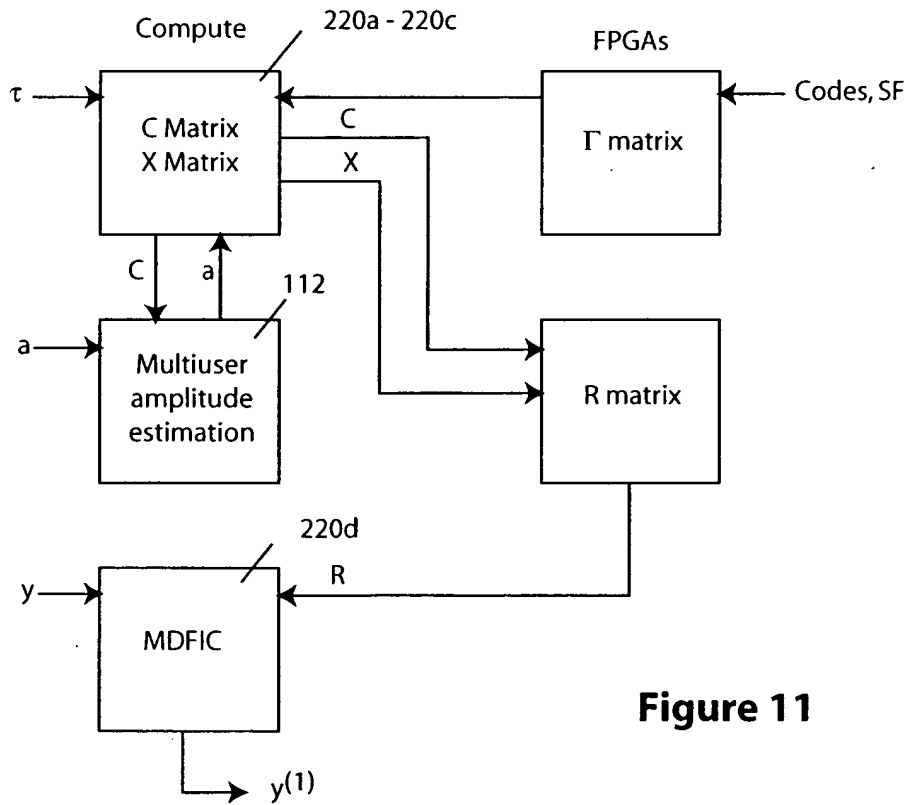 Compute
220a - 220c
FPGAs
τ
C Matrix
X Matrix
C
X
Γ matrix
Codes, SF
C
a
112
a
Multiuser
amplitude
estimation
R matrix
220d
y
R
MDFIC
y(1)
Figure 11